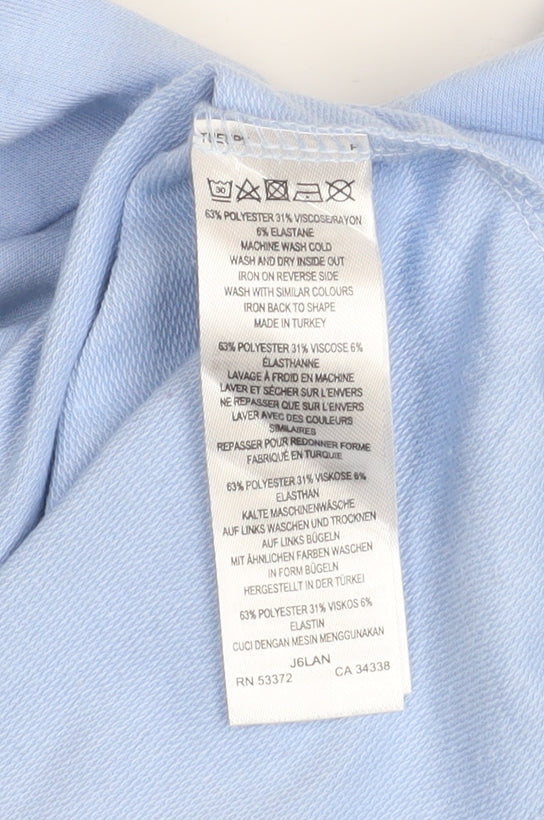 30
63% POLYESTER 31% VISCOSE/RAYON
6% ELASTANE
MACHINE WASH COLD
WASH AND DRY INSIDE OUT
IRON ON REVERSE SIDE
WASH WITH SIMILAR COLOURS
IRON BACK TO SHAPE
MADE IN TURKEY
63% POLYESTER 31% VISCOSE 6%
ÉLASTHANNE
LAVAGE À FROID EN MACHINE
LAVER ET SÉCHER SUR L'ENVERS
NE REPASSER QUE SUR L'ENVERS
LAVER AVEC DES COULEURS
SIMILAIRES
REPASSER POUR REDONNER FORME
FABRIQUÉ EN TURQUIE
63% POLYESTER 31% VISKOSE 6%
ELASTHAN
KALTE MASCHINENWÄSCHE
AUF LINKS WASCHEN UND TROCKNEN
AUF LINKS BÜGELN
MIT ÄHNLICHEN FARBEN WASCHEN
IN FORM BÜGELN
HERGESTELLT IN DER TÜRKEI
63% POLYESTER 31% VISKOS 6%
ELASTIN
CUCI DENGAN MESIN MENGGUNAKAN
J6LAN
RN 53372 CA 34338